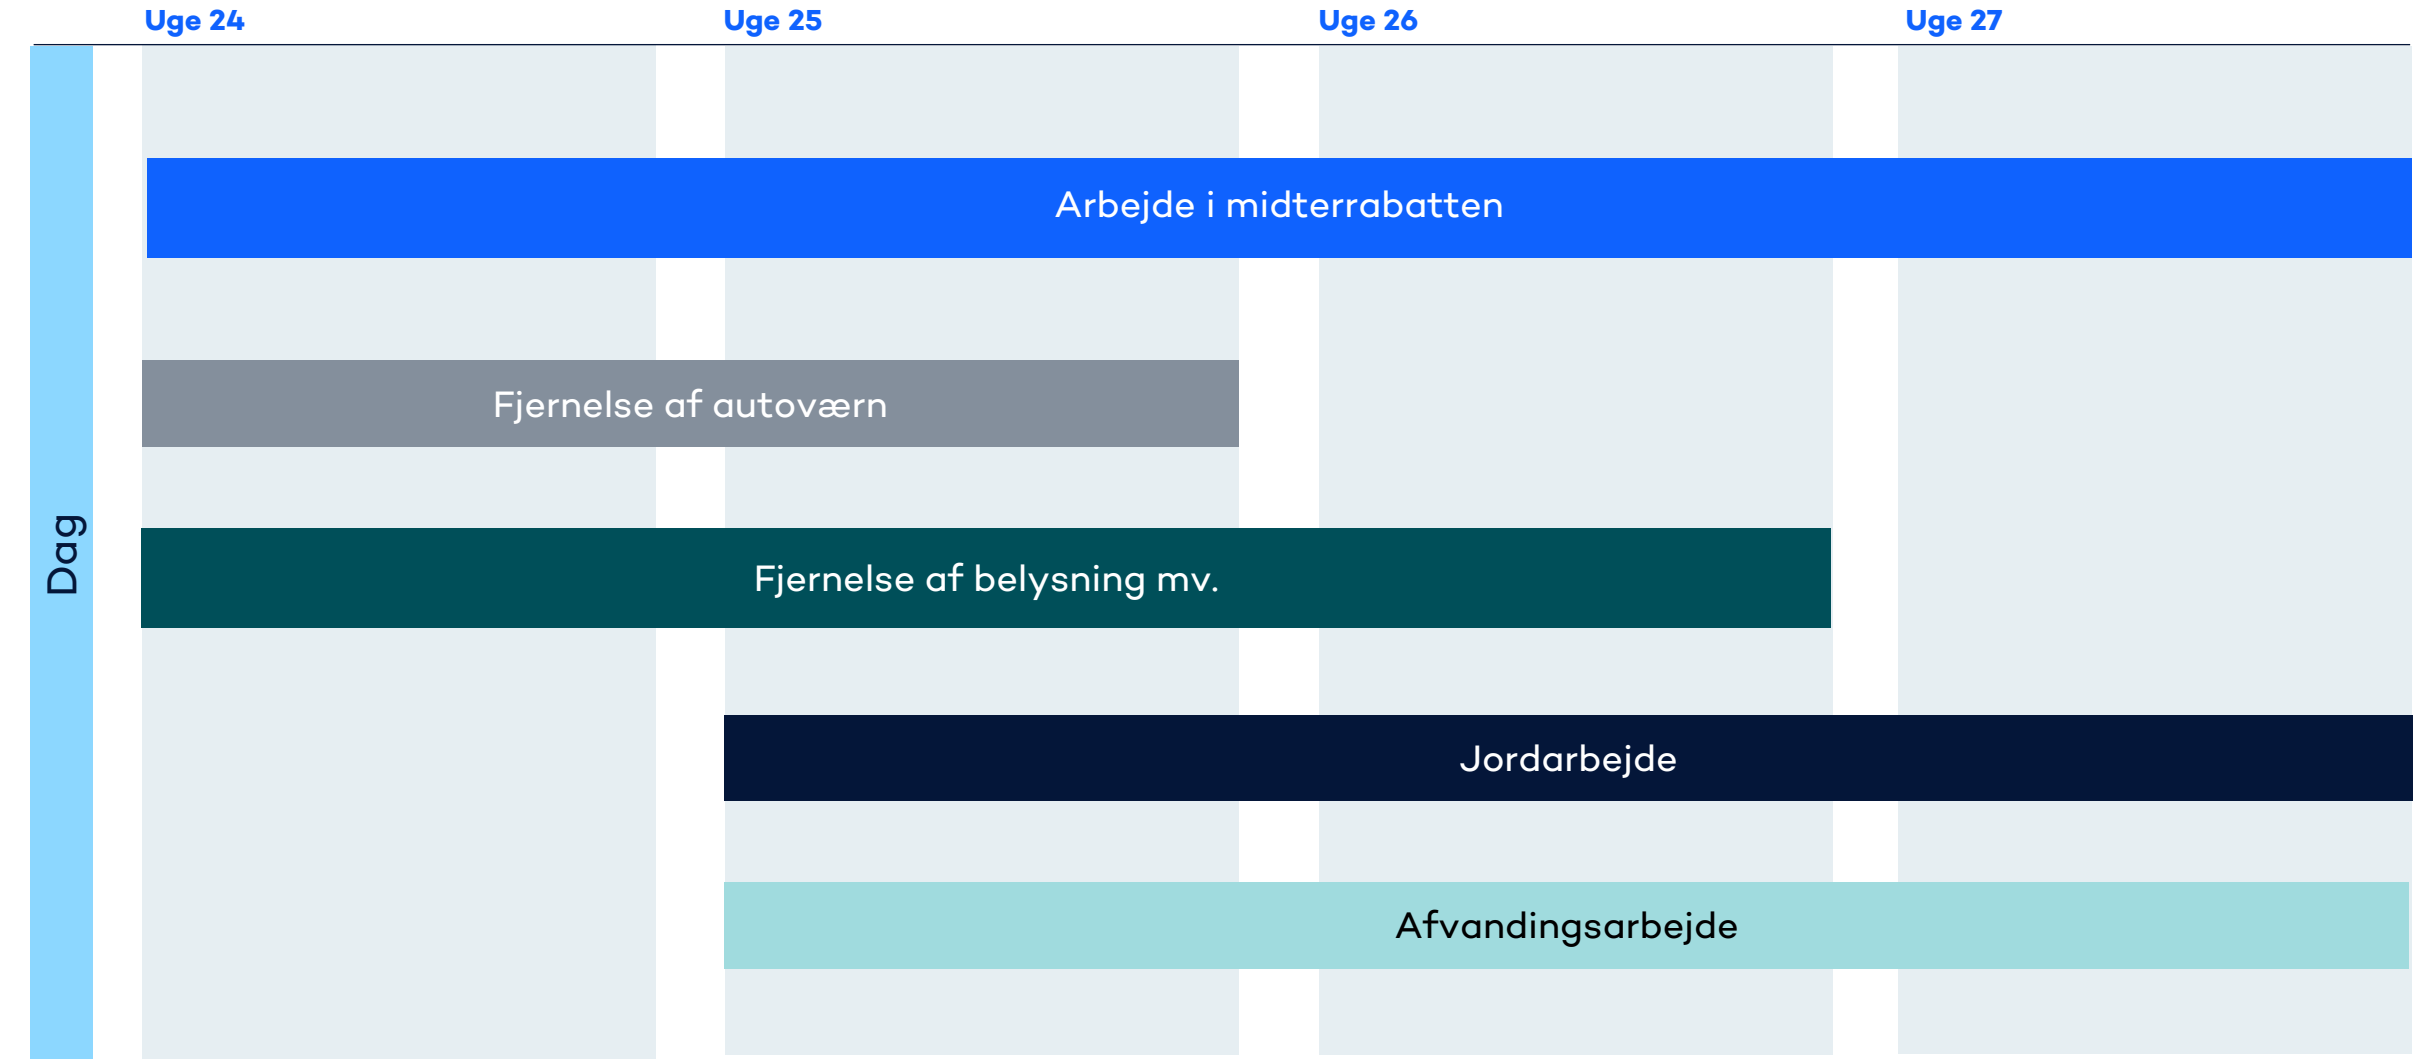 Uge 24
Uge 25
Uge 26
Uge 27
Dag
Arbejde i midterrabatten
Fjernelse af autoværn
Fjernelse af belysning mv.
Jordarbejde
Afvandingsarbejde